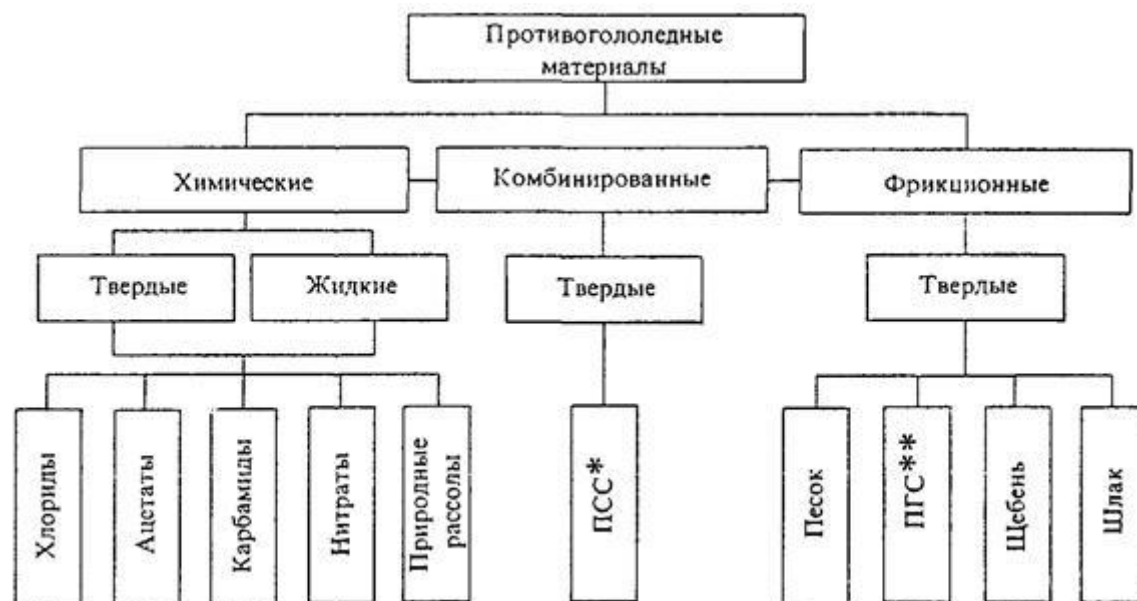 Противогололедные
материалы
Химические
Комбинированные
Фрикционные
Твердые
Жидкие
Твердые
Твердые
Хлориды
Ацетаты
Карбамиды
Нитраты
Природные
рассолы
ПСС*
Песок
ПГС**
Щебень
Шлак